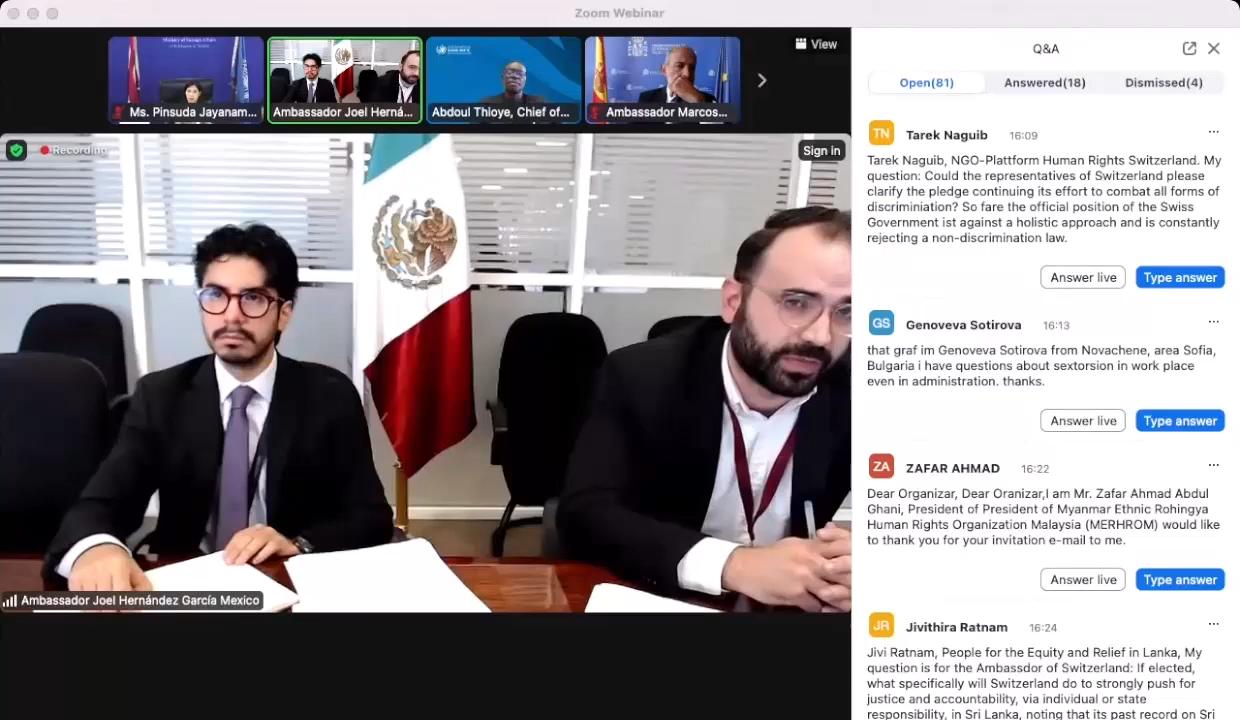 Zoom Webinar
View
Ms. Pinsuda Jayanam...
Ambassador Joel Herná...
Abdoul Thioye, Chief of...
Ambassador Marcos...
Recording
Sign in
Ambassador Joel Hernández García Mexico
Q&A
Open(81)
Answered(18)
Dismissed(4)
TN
Tarek Naguib 16:09
Tarek Naguib, NGO-Plattform Human Rights Switzerland. My
question: Could the representatives of Switzerland please
clarify the pledge continuing its effort to combat all forms of
discriminiation? So fare the official position of the Swiss
Government ist against a holistic approach and is constantly
rejecting a non-discrimination law.
Answer live
Type answer
GS
Genoveva Sotirova 16:13
that graf im Genoveva Sotirova from Novachene, area Sofia,
Bulgaria i have questions about sextorsion in work place
even in administration. thanks.
Answer live
Type answer
ZA
ZAFAR AHMAD 16:22
Dear Organizar, Dear Oranizar,I am Mr. Zafar Ahmad Abdul
Ghani, President of President of Myanmar Ethnic Rohingya
Human Rights Organization Malaysia (MERHROM) would like
to thank you for your invitation e-mail to me.
Answer live
Type answer
JR
Jivithira Ratnam 16:24
Jivi Ratnam, People for the Equity and Relief in Lanka, My
question is for the Ambassdor of Switzerland: If elected,
what specifically will Switzerland do to strongly push for
justice and accountability, via individual or state
responsibility, in Sri Lanka, noting that its past record on Sri